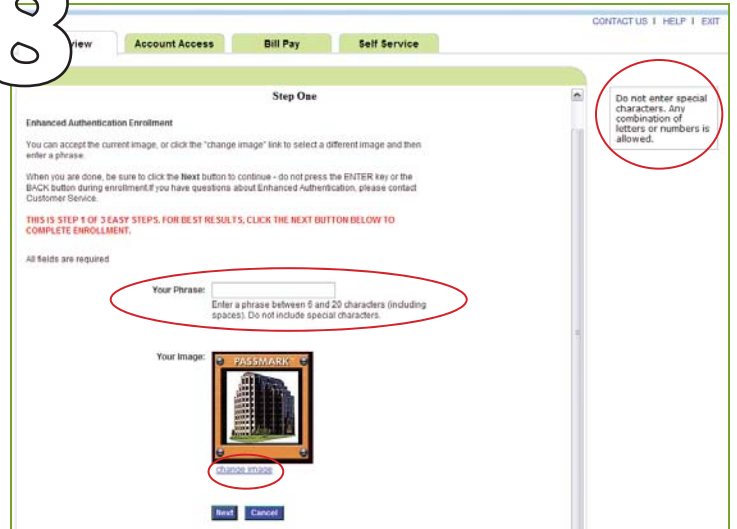 8
CONTACT US | HELP | EXIT
view Account Access Bill Pay Self Service
Step One
Do not enter special
characters. Any
combination of
letters or numbers is
allowed.
Enhanced Authentication Enrollment
You can accept the current image, or click the "change image" link to select a different image and then
enter a phrase.
When you are done, be sure to click the Next button to continue - do not press the ENTER key or the
BACK button during enrollment.If you have questions about Enhanced Authentication, please contact
Customer Service.
THIS IS STEP 1 OF 3 EASY STEPS. FOR BEST RESULTS, CLICK THE NEXT BUTTON BELOW TO
COMPLETE ENROLLMENT.
All fields are required
Your Phrase:
Enter a phrase between 6 and 20 characters (including
spaces). Do not include special characters.
Your Image:
PASSMARK™
change image
Next Cancel